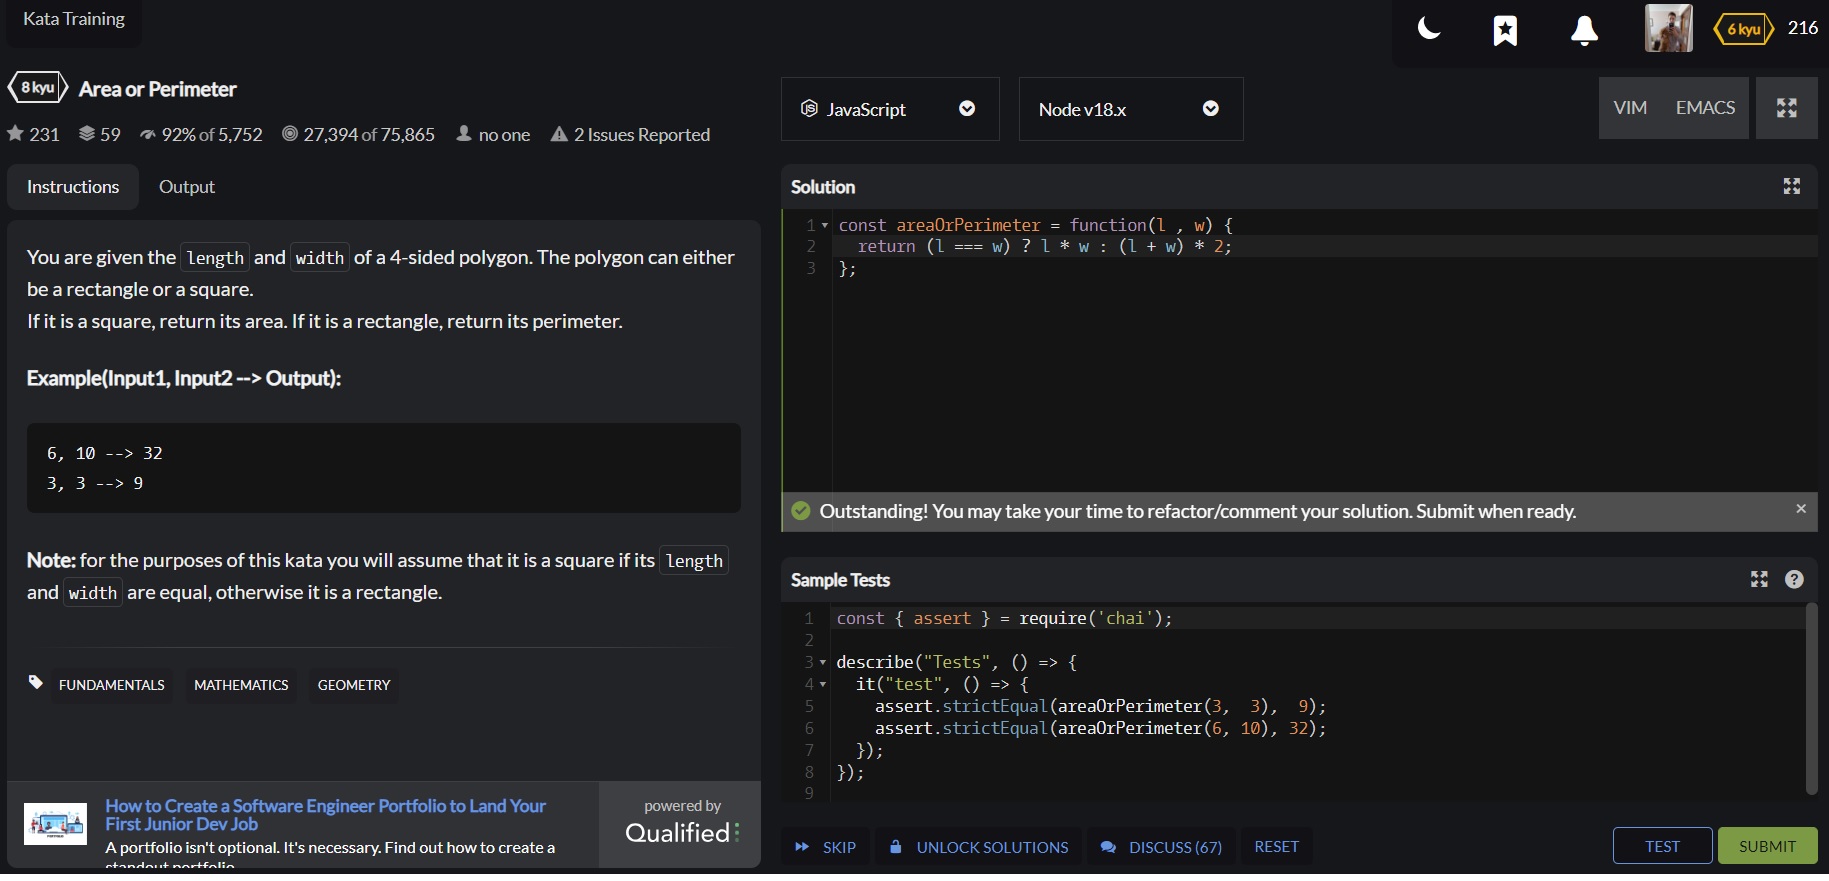 Kata Training
6 kyu 216
8 kyu Area or Perimeter
231 59 92% of 5,752 27,394 of 75,865 no one 2 Issues Reported
JavaScript
Node v18.x
VIM EMACS
Instructions Output
You are given the length and width of a 4-sided polygon. The polygon can either
be a rectangle or a square.
If it is a square, return its area. If it is a rectangle, return its perimeter.
Example(Input1, Input2 --> Output):
6, 10 --> 32
3, 3 --> 9
Note: for the purposes of this kata you will assume that it is a square if its length
and width are equal, otherwise it is a rectangle.
FUNDAMENTALS MATHEMATICS GEOMETRY
How to Create a Software Engineer Portfolio to Land Your
First Junior Dev Job
A portfolio isn't optional. It's necessary. Find out how to create a
standout portfolio
powered by
Qualified
Solution
1 const areaOrPerimeter = function(l , w) {
2   return (l === w) ? l * w : (l + w) * 2;
3 };
Outstanding! You may take your time to refactor/comment your solution. Submit when ready.
Sample Tests
1 const { assert } = require('chai');
2
3 describe("Tests", () => {
4   it("test", () => {
5     assert.strictEqual(areaOrPerimeter(3,  3),  9);
6     assert.strictEqual(areaOrPerimeter(6, 10), 32);
7   });
8 });
9
SKIP UNLOCK SOLUTIONS DISCUSS (67) RESET TEST SUBMIT